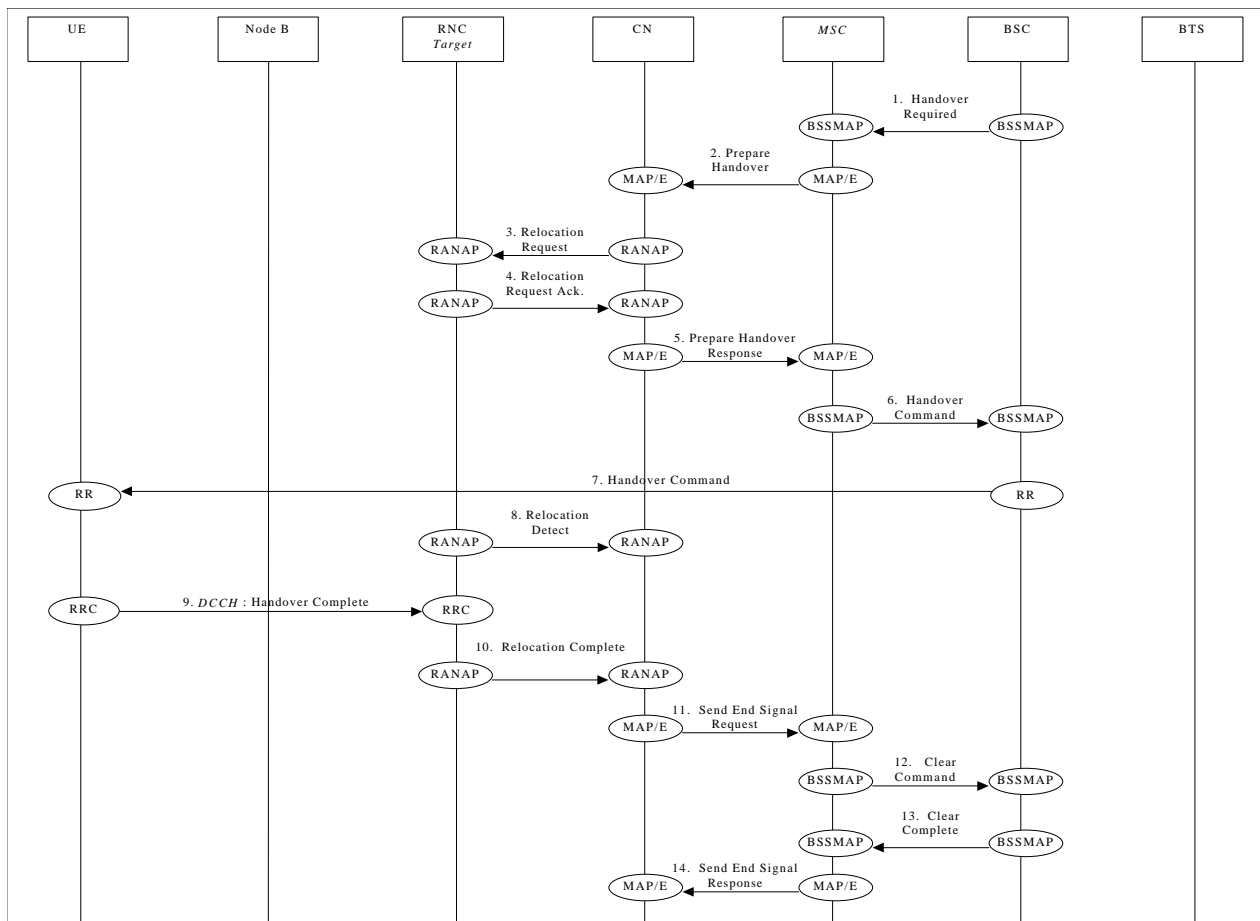 UE
Node B
RNC
Target
CN
MSC
BSC
BTS
1. Handover
Required
BSSMAP
BSSMAP
2. Prepare
Handover
MAP/E
MAP/E
3. Relocation
Request
RANAP
RANAP
4. Relocation
Request Ack.
RANAP
RANAP
5. Prepare Handover
Response
MAP/E
MAP/E
6. Handover
Command
BSSMAP
BSSMAP
7. Handover Command
RR
RR
8. Relocation
Detect
RANAP
RANAP
9. DCCH : Handover Complete
RRC
RRC
10. Relocation Complete
RANAP
RANAP
11. Send End Signal
Request
MAP/E
MAP/E
12. Clear
Command
BSSMAP
BSSMAP
13. Clear
Complete
BSSMAP
BSSMAP
14. Send End Signal
Response
MAP/E
MAP/E